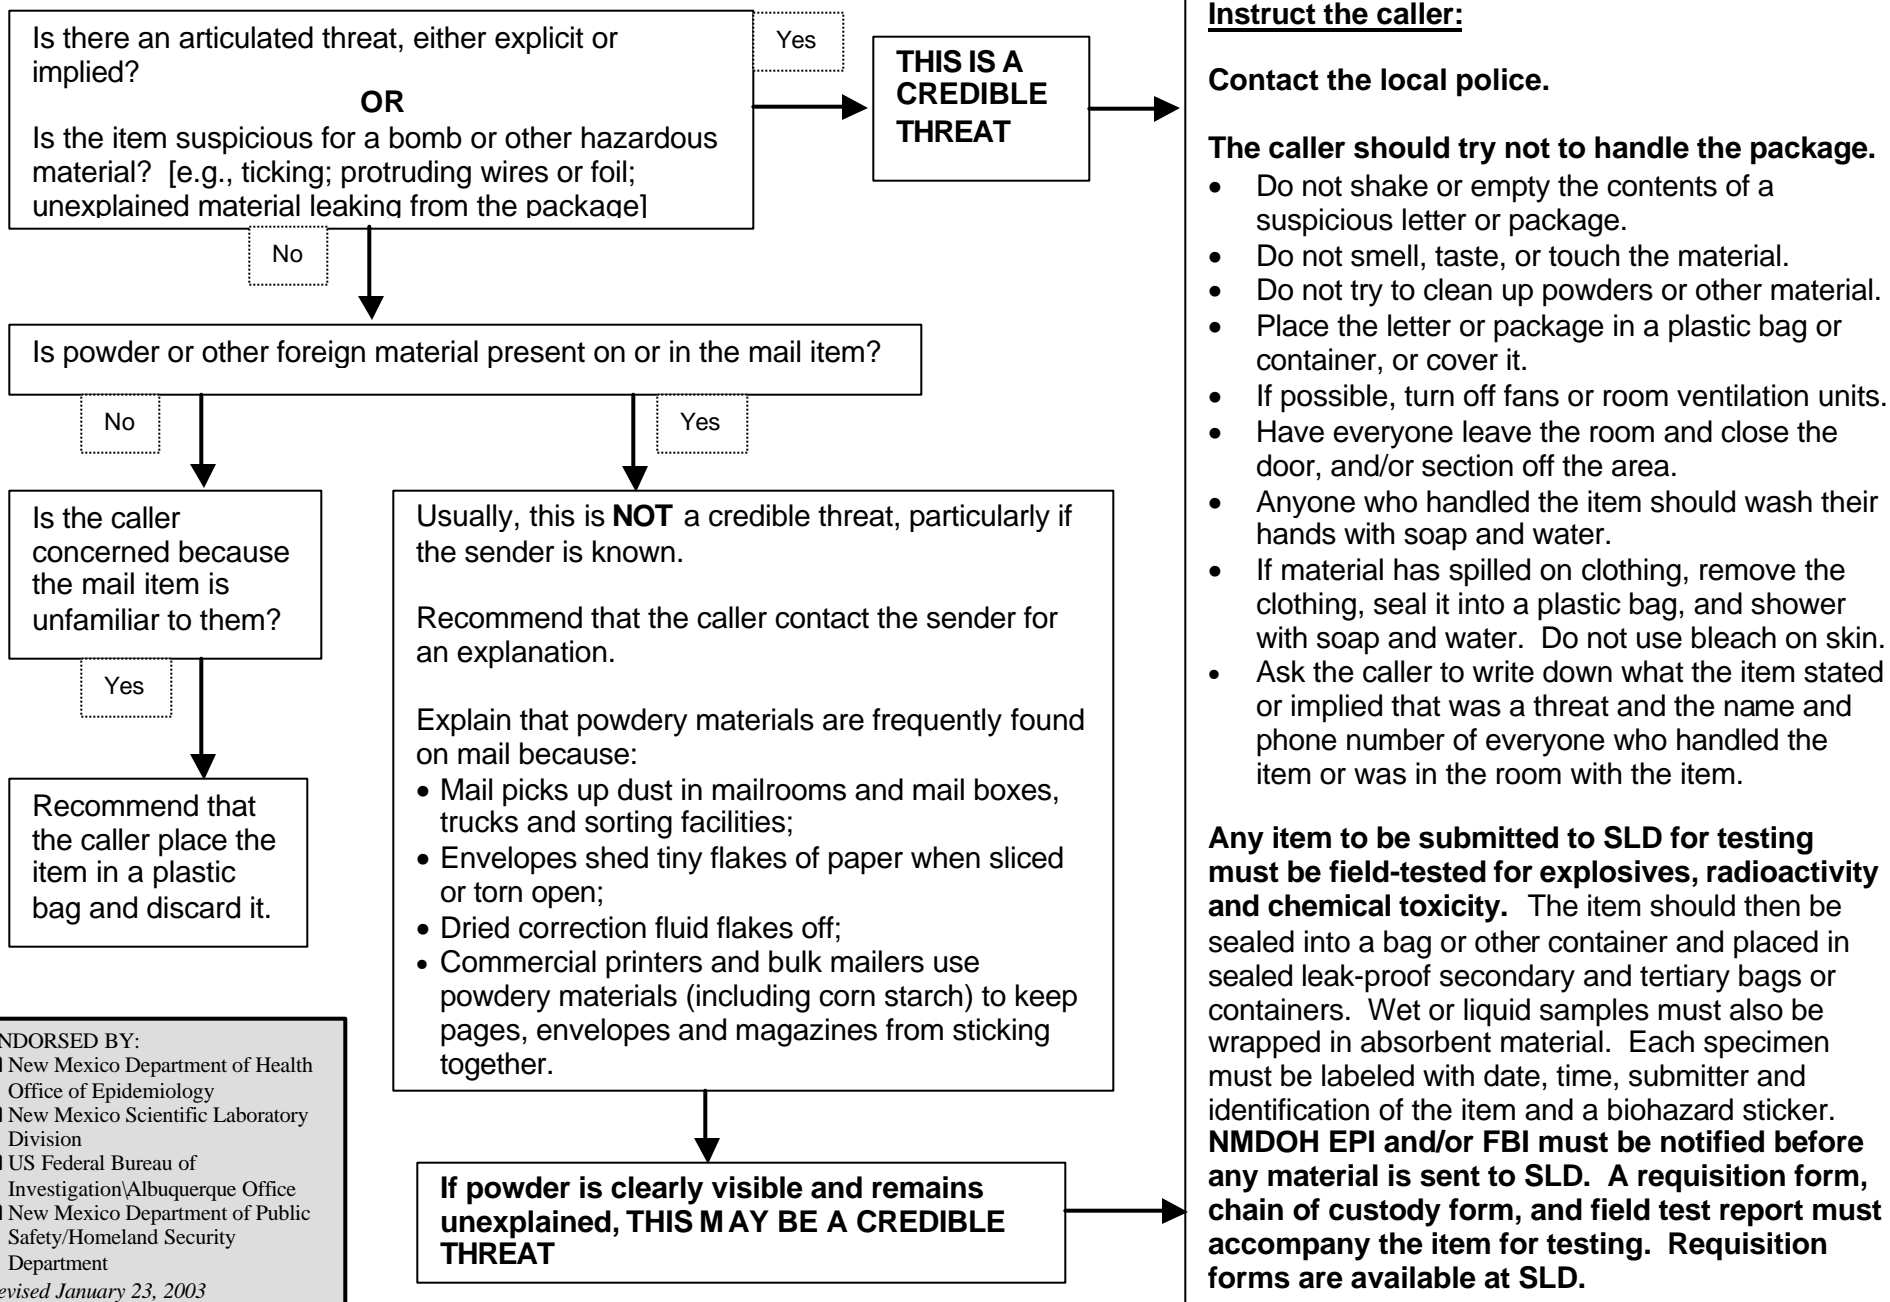 Is there an articulated threat, either explicit or
implied?
OR
Is the item suspicious for a bomb or other hazardous
material? [e.g., ticking; protruding wires or foil;
unexplained material leaking from the package]
Yes
THIS IS A
CREDIBLE
THREAT
No
Is powder or other foreign material present on or in the mail item?
No
Yes
Is the caller
concerned because
the mail item is
unfamiliar to them?
Yes
Recommend that
the caller place the
item in a plastic
bag and discard it.
Usually, this is NOT a credible threat, particularly if
the sender is known.
Recommend that the caller contact the sender for
an explanation.
Explain that powdery materials are frequently found
on mail because:
• Mail picks up dust in mailrooms and mail boxes,
trucks and sorting facilities;
• Envelopes shed tiny flakes of paper when sliced
or torn open;
• Dried correction fluid flakes off;
• Commercial printers and bulk mailers use
powdery materials (including corn starch) to keep
pages, envelopes and magazines from sticking
together.
If powder is clearly visible and remains
unexplained, THIS MAY BE A CREDIBLE
THREAT
NDORSED BY:
New Mexico Department of Health
Office of Epidemiology
New Mexico Scientific Laboratory
Division
US Federal Bureau of
Investigation\Albuquerque Office
New Mexico Department of Public
Safety/Homeland Security
Department
evised January 23, 2003
Instruct the caller:
Contact the local police.
The caller should try not to handle the package.
• Do not shake or empty the contents of a
suspicious letter or package.
• Do not smell, taste, or touch the material.
• Do not try to clean up powders or other material.
• Place the letter or package in a plastic bag or
container, or cover it.
• If possible, turn off fans or room ventilation units.
• Have everyone leave the room and close the
door, and/or section off the area.
• Anyone who handled the item should wash their
hands with soap and water.
• If material has spilled on clothing, remove the
clothing, seal it into a plastic bag, and shower
with soap and water. Do not use bleach on skin.
• Ask the caller to write down what the item stated
or implied that was a threat and the name and
phone number of everyone who handled the
item or was in the room with the item.
Any item to be submitted to SLD for testing
must be field-tested for explosives, radioactivity
and chemical toxicity. The item should then be
sealed into a bag or other container and placed in
sealed leak-proof secondary and tertiary bags or
containers. Wet or liquid samples must also be
wrapped in absorbent material. Each specimen
must be labeled with date, time, submitter and
identification of the item and a biohazard sticker.
NMDOH EPI and/or FBI must be notified before
any material is sent to SLD. A requisition form,
chain of custody form, and field test report must
accompany the item for testing. Requisition
forms are available at SLD.